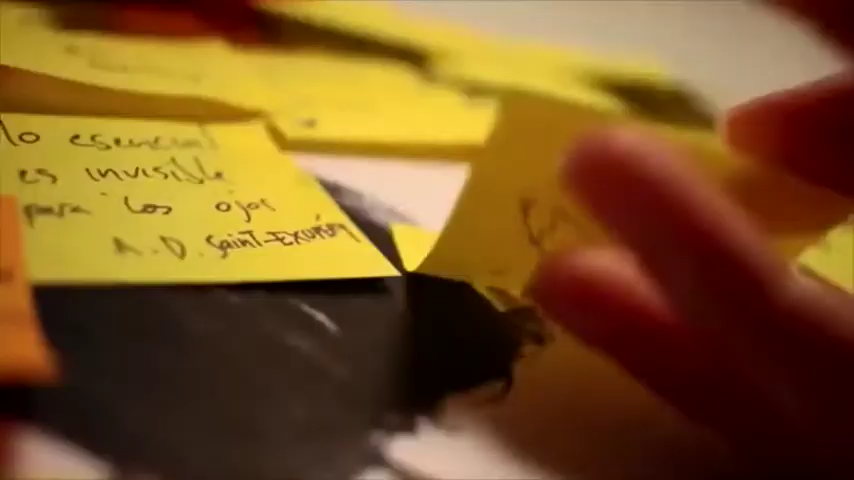 lo esencial
es invisible
para los ojos
A.D. SAINT-EXUPÉRY